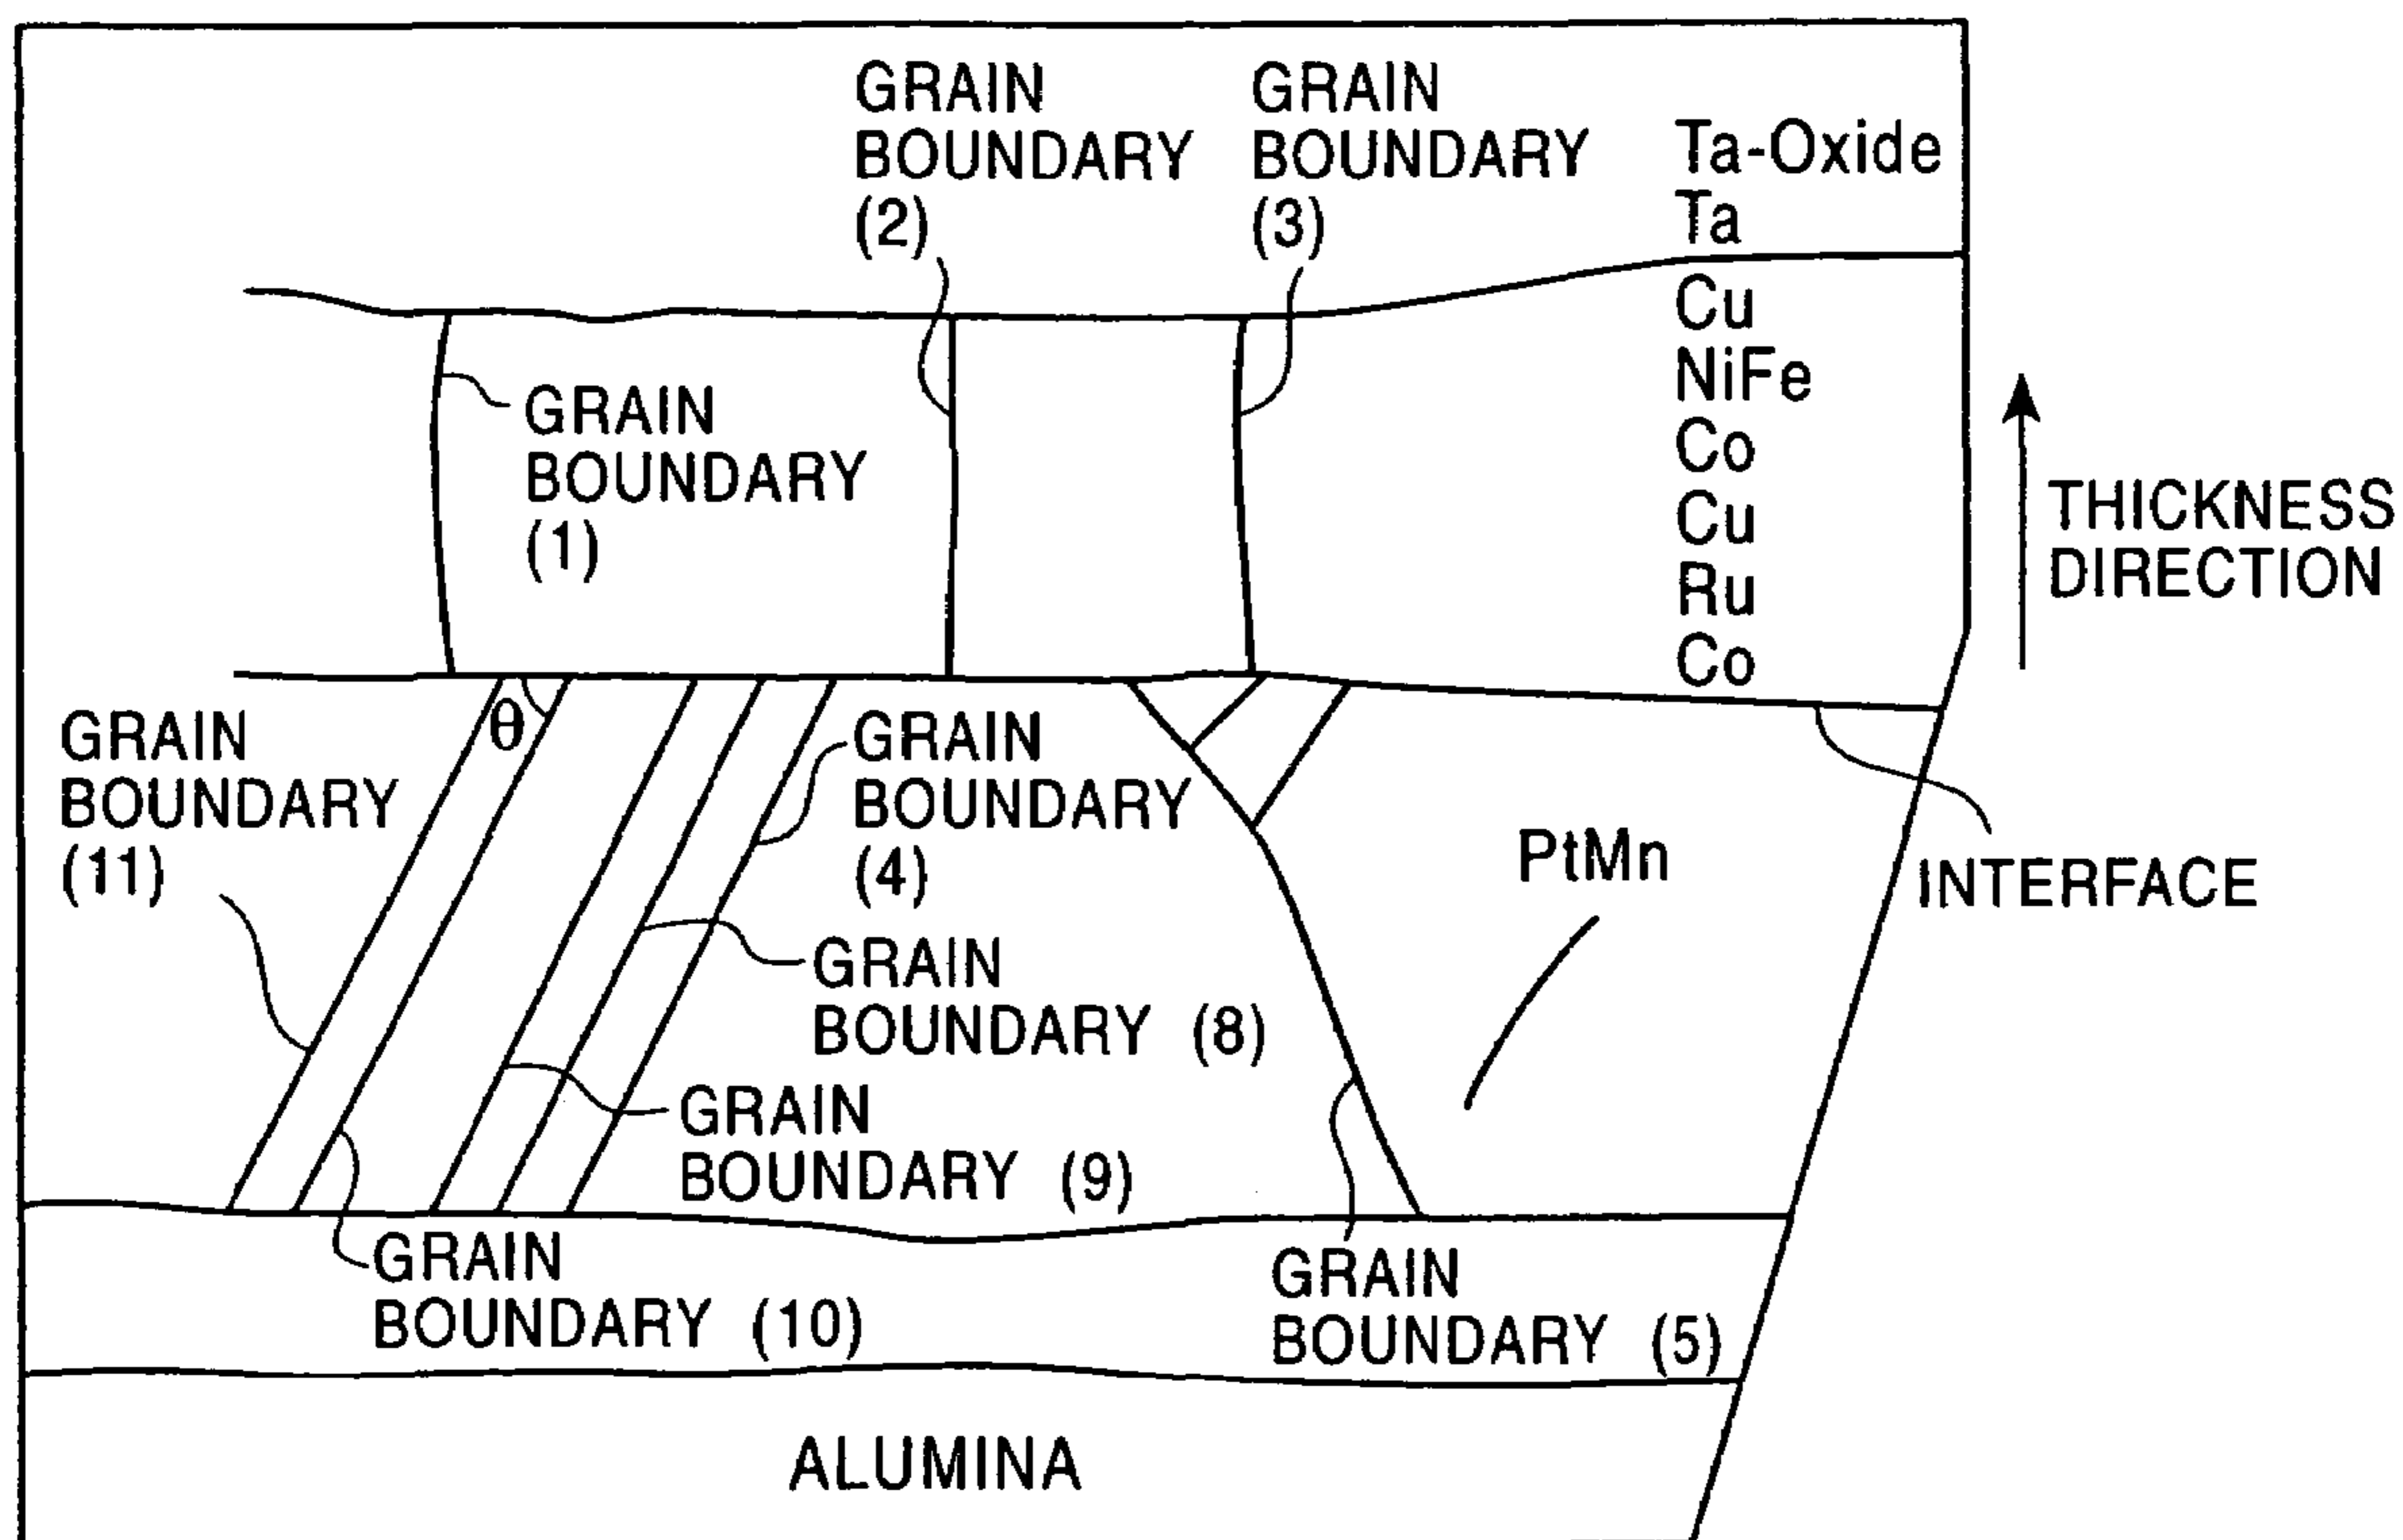 GRAIN
BOUNDARY
(2)
GRAIN
BOUNDARY
(3)
Ta-Oxide
Ta
Cu
NiFe
Co
Cu
Ru
Co
GRAIN
BOUNDARY
(1)
THICKNESS
DIRECTION
GRAIN
BOUNDARY
(11)
θ
GRAIN
BOUNDARY
(4)
PtMn
INTERFACE
GRAIN
BOUNDARY (8)
GRAIN
BOUNDARY (9)
GRAIN
BOUNDARY (10)
GRAIN
BOUNDARY (5)
ALUMINA